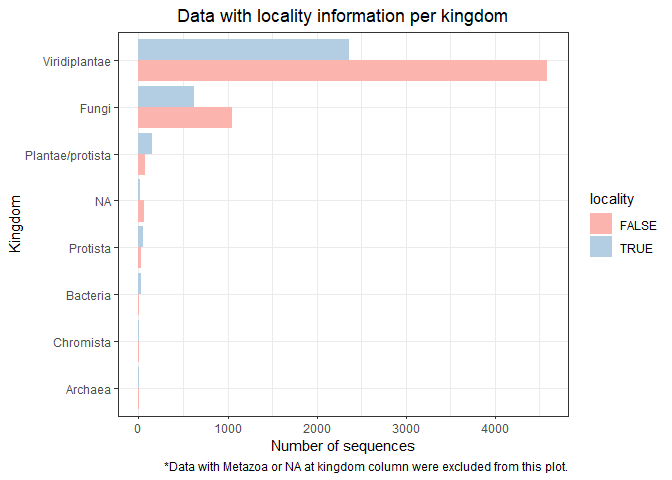 Data with locality information per kingdom
Viridiplantae
Fungi
Plantae/protista
NA
Protista
Bacteria
Chromista
Archaea
Kingdom
0 1000 2000 3000 4000
Number of sequences
locality
FALSE
TRUE
*Data with Metazoa or NA at kingdom column were excluded from this plot.